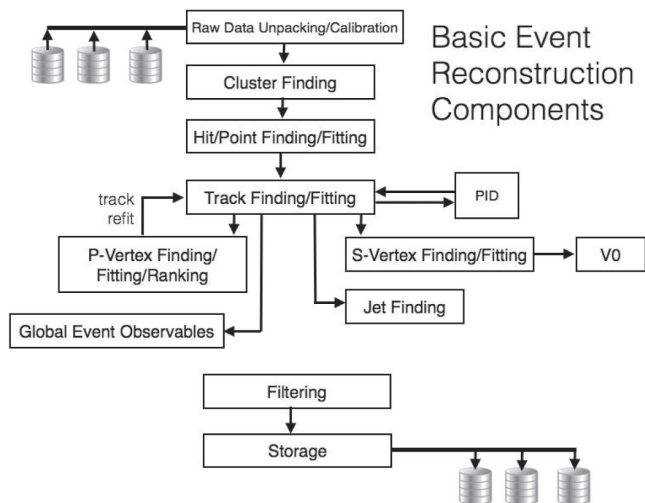 Raw Data Unpacking/Calibration
Basic Event
Reconstruction
Components
Cluster Finding
Hit/Point Finding/Fitting
Track Finding/Fitting
PID
track
refit
P-Vertex Finding/
Fitting/Ranking
S-Vertex Finding/Fitting
V0
Jet Finding
Global Event Observables
Filtering
Storage